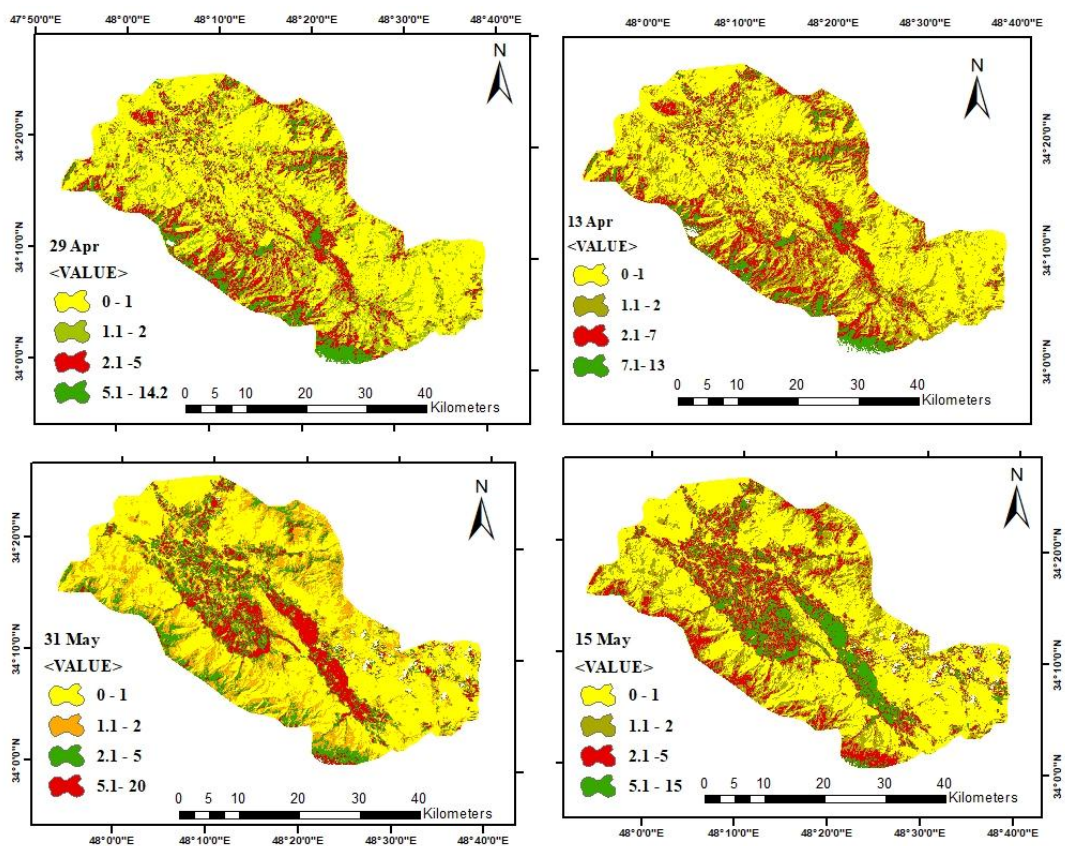 47°50'0"E 48°0'0"E 48°10'0"E 48°20'0"E 48°30'0"E
N
34°20'0"N
34°10'0"N
34°0'0"N
29 Apr
<VALUE>
0 - 1
1.1 - 2
2.1 -5
5.1 - 14.2
0 5 10 20 30 40
Kilometers
48°0'0"E 48°10'0"E 48°20'0"E 48°30'0"E 48°40'0"E
N
34°20'0"N
34°10'0"N
34°0'0"N
13 Apr
<VALUE>
0 -1
1.1 - 2
2.1 -7
7.1- 13
0 5 10 20 30 40
Kilometers
N
34°20'0"N
34°10'0"N
34°0'0"N
31 May
<VALUE>
0 - 1
1.1 - 2
2.1 - 5
5.1- 20
0 5 10 20 30 40
Kilometers
48°0'0"E 48°10'0"E 48°20'0"E 48°30'0"E 48°40'0"E
N
34°20'0"N
34°10'0"N
34°0'0"N
15 May
<VALUE>
0 - 1
1.1 - 2
2.1 -5
5.1 - 15
0 5 10 20 30 40
Kilometers
48°0'0"E 48°10'0"E 48°20'0"E 48°30'0"E 48°40'0"E